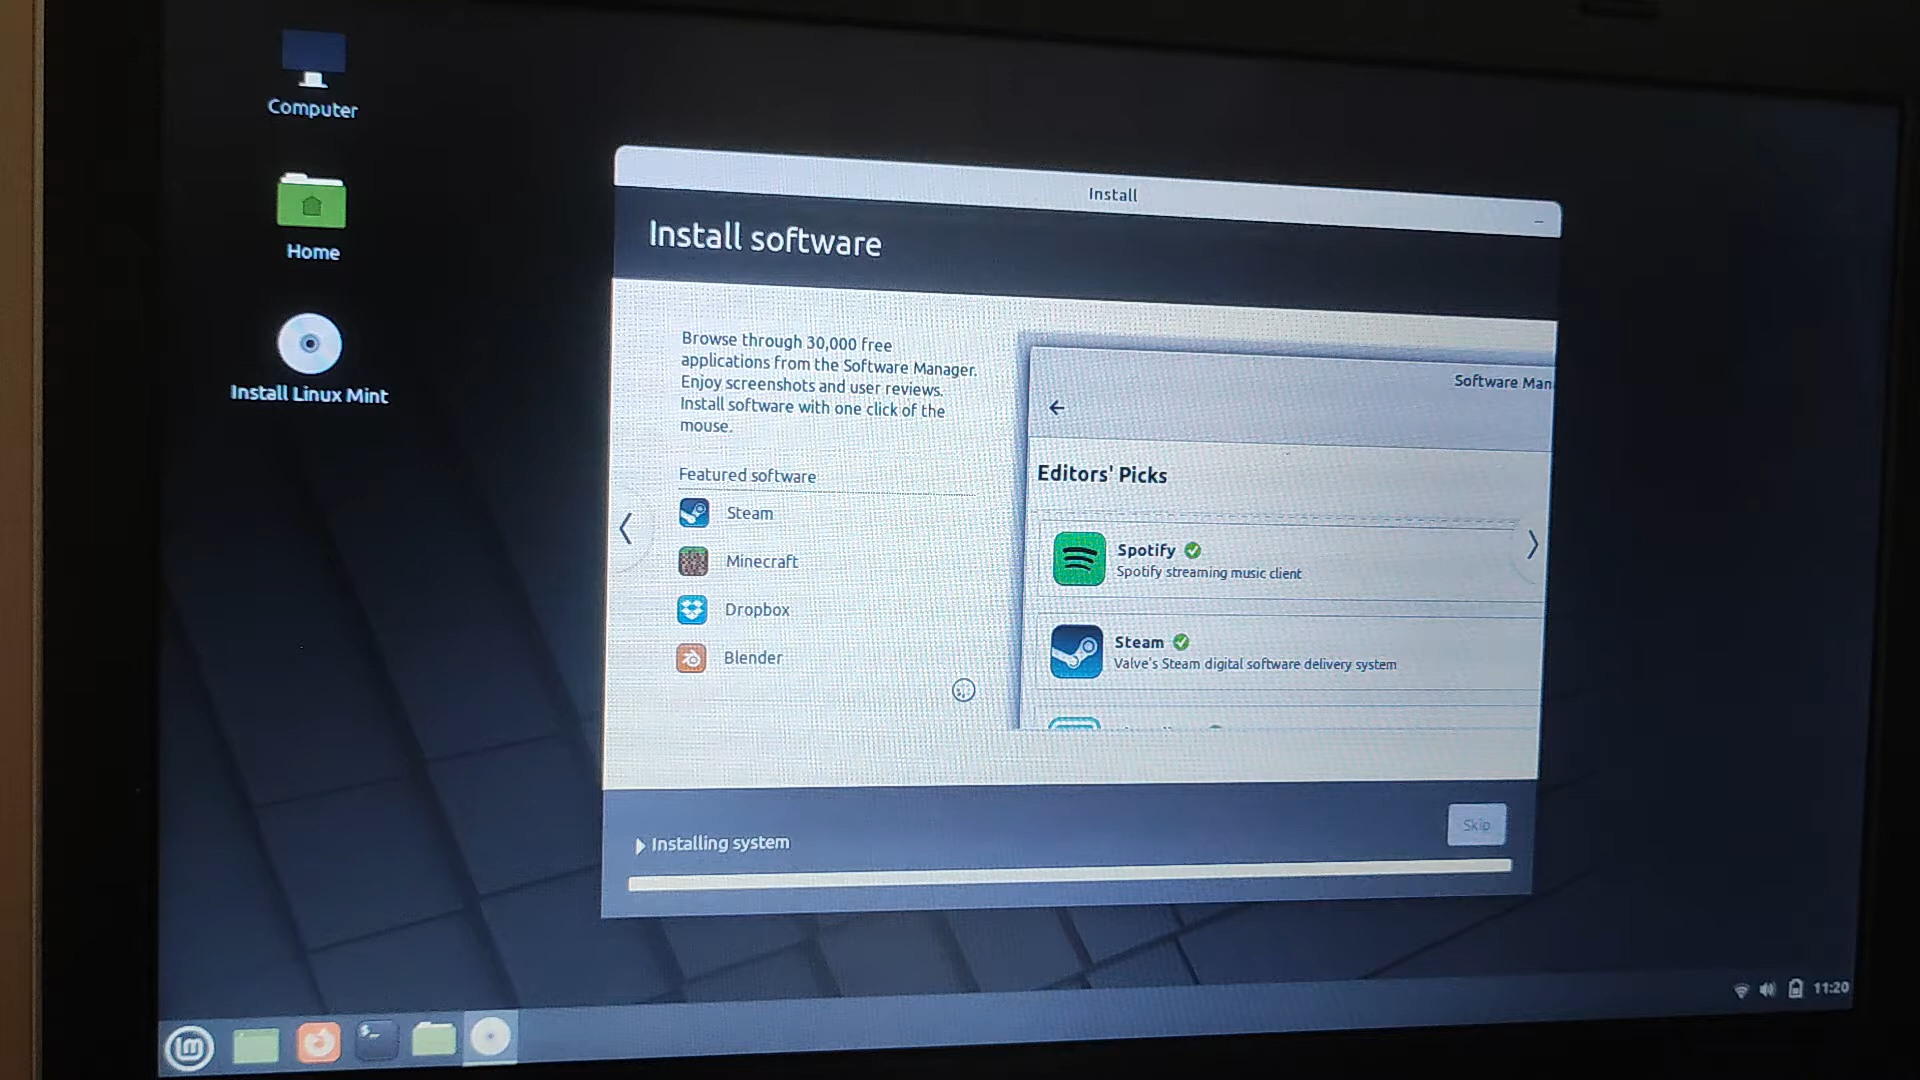 Computer
Home
Install Linux Mint
Install
Install software
Browse through 30,000 free
applications from the Software Manager.
Enjoy screenshots and user reviews.
Install software with one click of the
mouse.
Featured software
Steam
Minecraft
Dropbox
Blender
Software Man
Editors' Picks
Spotify
Spotify streaming music client
Steam
Valve's Steam digital software delivery system
Installing system
Skip
11:20